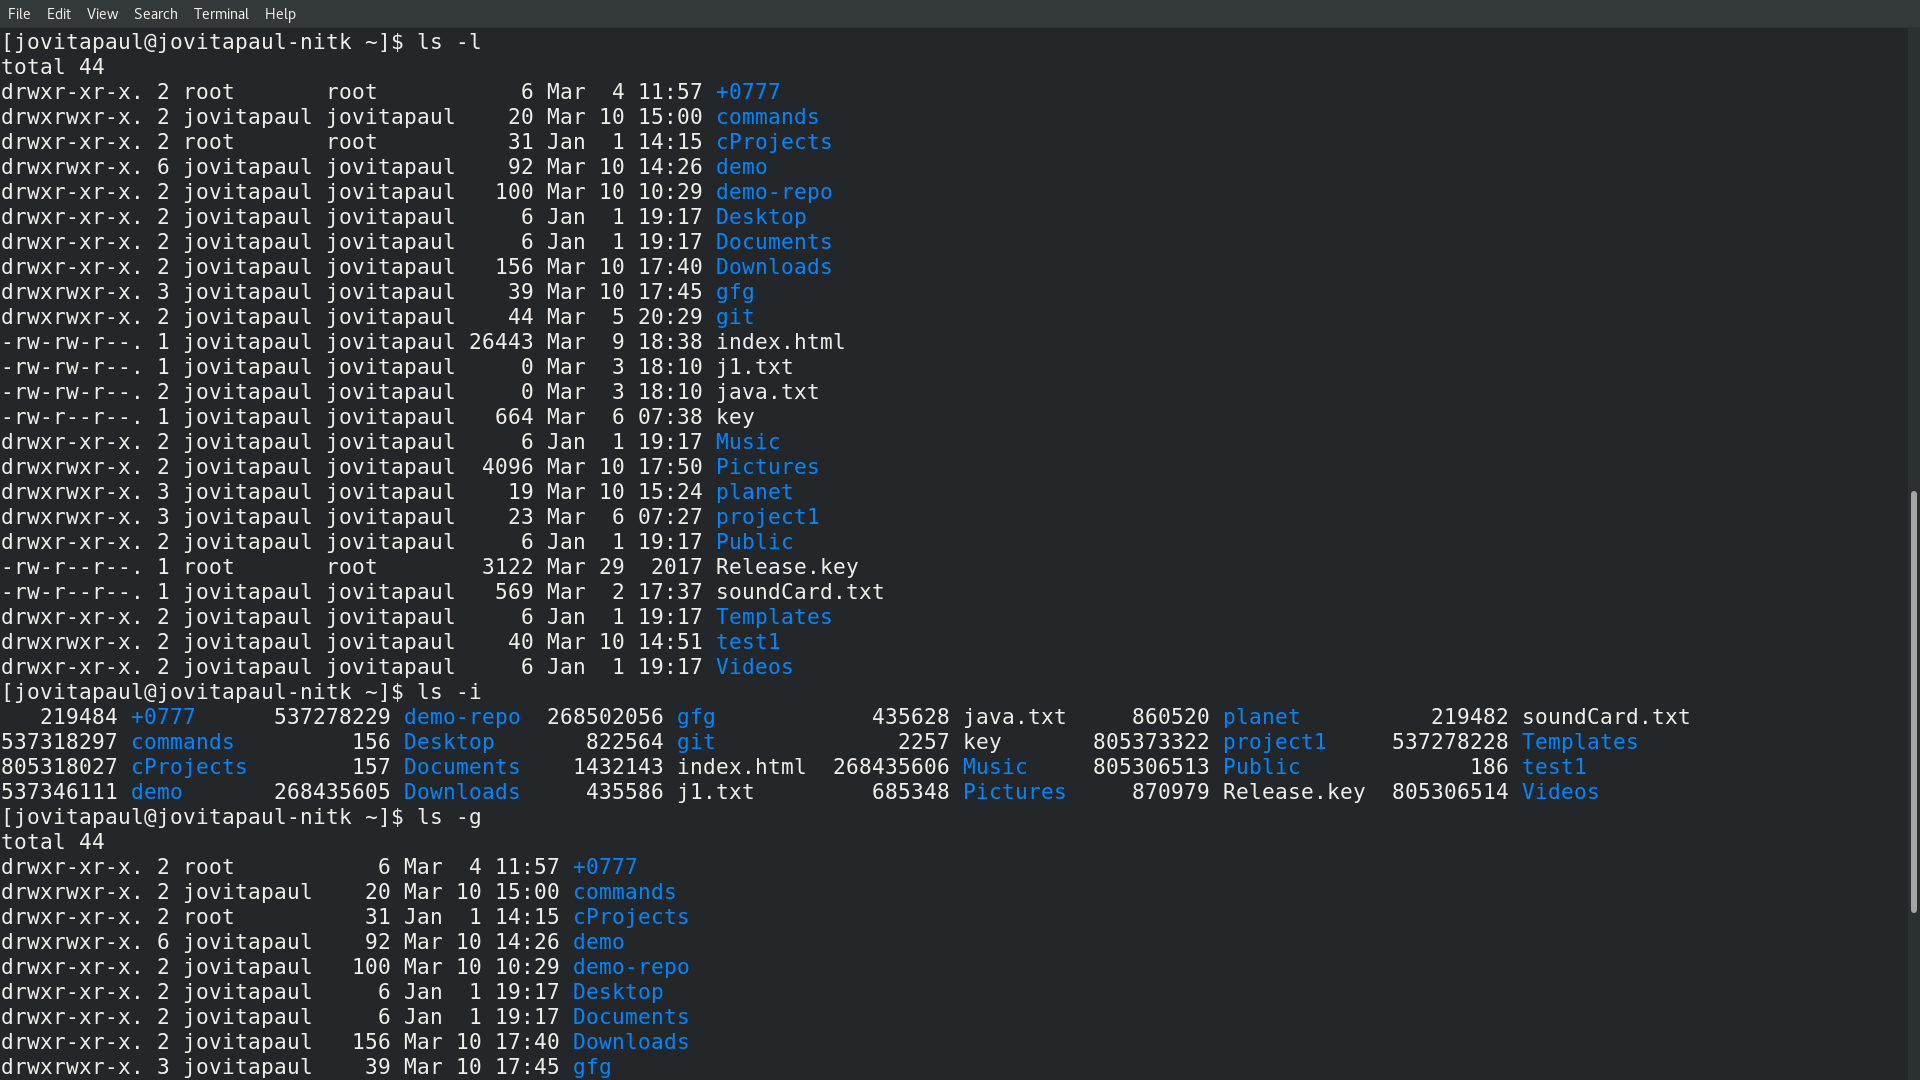 File Edit View Search Terminal Help
[jovitapaul@jovitapaul-nitk ~]$ ls -l
total 44
drwxr-xr-x. 2 root       root           6 Mar  4 11:57 +0777
drwxrwxr-x. 2 jovitapaul jovitapaul    20 Mar 10 15:00 commands
drwxr-xr-x. 2 root       root          31 Jan  1 14:15 cProjects
drwxrwxr-x. 6 jovitapaul jovitapaul    92 Mar 10 14:26 demo
drwxr-xr-x. 2 jovitapaul jovitapaul   100 Mar 10 10:29 demo-repo
drwxr-xr-x. 2 jovitapaul jovitapaul     6 Jan  1 19:17 Desktop
drwxr-xr-x. 2 jovitapaul jovitapaul     6 Jan  1 19:17 Documents
drwxr-xr-x. 2 jovitapaul jovitapaul   156 Mar 10 17:40 Downloads
drwxrwxr-x. 3 jovitapaul jovitapaul    39 Mar 10 17:45 gfg
drwxrwxr-x. 2 jovitapaul jovitapaul    44 Mar  5 20:29 git
-rw-rw-r--. 1 jovitapaul jovitapaul 26443 Mar  9 18:38 index.html
-rw-rw-r--. 1 jovitapaul jovitapaul     0 Mar  3 18:10 j1.txt
-rw-rw-r--. 2 jovitapaul jovitapaul     0 Mar  3 18:10 java.txt
-rw-r--r--. 1 jovitapaul jovitapaul   664 Mar  6 07:38 key
drwxr-xr-x. 2 jovitapaul jovitapaul     6 Jan  1 19:17 Music
drwxrwxr-x. 2 jovitapaul jovitapaul  4096 Mar 10 17:50 Pictures
drwxrwxr-x. 3 jovitapaul jovitapaul    19 Mar 10 15:24 planet
drwxrwxr-x. 3 jovitapaul jovitapaul    23 Mar  6 07:27 project1
drwxr-xr-x. 2 jovitapaul jovitapaul     6 Jan  1 19:17 Public
-rw-r--r--. 1 root       root        3122 Mar 29  2017 Release.key
-rw-r--r--. 1 jovitapaul jovitapaul   569 Mar  2 17:37 soundCard.txt
drwxr-xr-x. 2 jovitapaul jovitapaul     6 Jan  1 19:17 Templates
drwxrwxr-x. 2 jovitapaul jovitapaul    40 Mar 10 14:51 test1
drwxr-xr-x. 2 jovitapaul jovitapaul     6 Jan  1 19:17 Videos
[jovitapaul@jovitapaul-nitk ~]$ ls -i
   219484 +0777      537278229 demo-repo  268502056 gfg            435628 java.txt     860520 planet          219482 soundCard.txt
537318297 commands         156 Desktop       822564 git              2257 key       805373322 project1     537278228 Templates
805318027 cProjects        157 Documents    1432143 index.html  268435606 Music     805306513 Public             186 test1
537346111 demo       268435605 Downloads     435586 j1.txt         685348 Pictures     870979 Release.key  805306514 Videos
[jovitapaul@jovitapaul-nitk ~]$ ls -g
total 44
drwxr-xr-x. 2 root           6 Mar  4 11:57 +0777
drwxrwxr-x. 2 jovitapaul    20 Mar 10 15:00 commands
drwxr-xr-x. 2 root          31 Jan  1 14:15 cProjects
drwxrwxr-x. 6 jovitapaul    92 Mar 10 14:26 demo
drwxr-xr-x. 2 jovitapaul   100 Mar 10 10:29 demo-repo
drwxr-xr-x. 2 jovitapaul     6 Jan  1 19:17 Desktop
drwxr-xr-x. 2 jovitapaul     6 Jan  1 19:17 Documents
drwxr-xr-x. 2 jovitapaul   156 Mar 10 17:40 Downloads
drwxrwxr-x. 3 jovitapaul    39 Mar 10 17:45 gfg